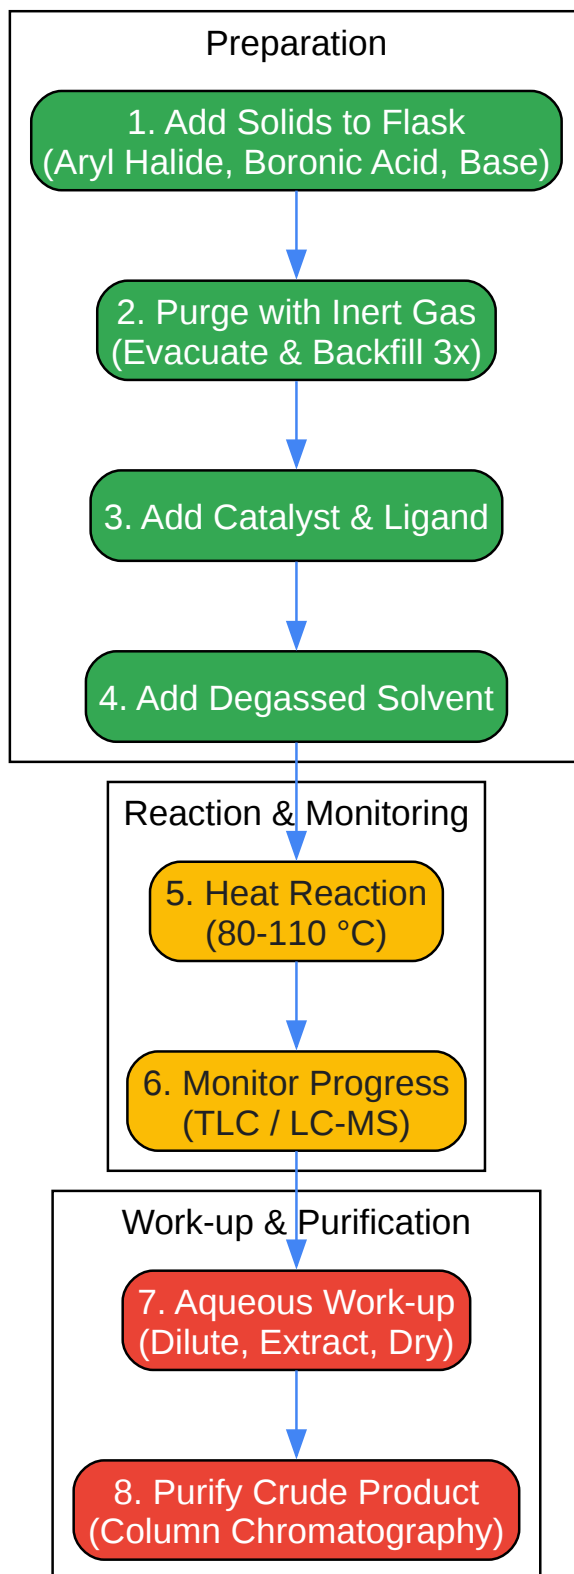 Preparation
1. Add Solids to Flask
(Aryl Halide, Boronic Acid, Base)
2. Purge with Inert Gas
(Evacuate & Backfill 3x)
3. Add Catalyst & Ligand
4. Add Degassed Solvent
Reaction & Monitoring
5. Heat Reaction
(80-110 °C)
6. Monitor Progress
(TLC / LC-MS)
Work-up & Purification
7. Aqueous Work-up
(Dilute, Extract, Dry)
8. Purify Crude Product
(Column Chromatography)